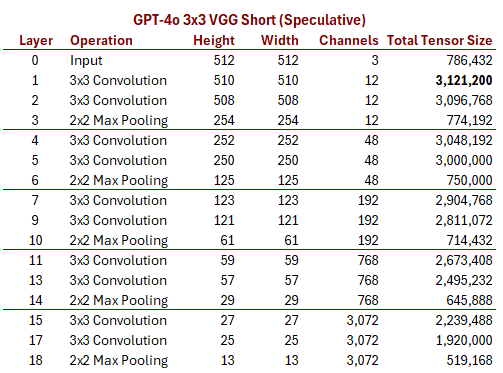 GPT-4o 3x3 VGG Short (Speculative)
Layer Operation Height Width Channels Total Tensor Size
0 Input 512 512 3 786,432
1 3x3 Convolution 510 510 12 3,121,200
2 3x3 Convolution 508 508 12 3,096,768
3 2x2 Max Pooling 254 254 12 774,192
4 3x3 Convolution 252 252 48 3,048,192
5 3x3 Convolution 250 250 48 3,000,000
6 2x2 Max Pooling 125 125 48 750,000
7 3x3 Convolution 123 123 192 2,904,768
9 3x3 Convolution 121 121 192 2,811,072
10 2x2 Max Pooling 61 61 192 714,432
11 3x3 Convolution 59 59 768 2,673,408
13 3x3 Convolution 57 57 768 2,495,232
14 2x2 Max Pooling 29 29 768 645,888
15 3x3 Convolution 27 27 3,072 2,239,488
17 3x3 Convolution 25 25 3,072 1,920,000
18 2x2 Max Pooling 13 13 3,072 519,168